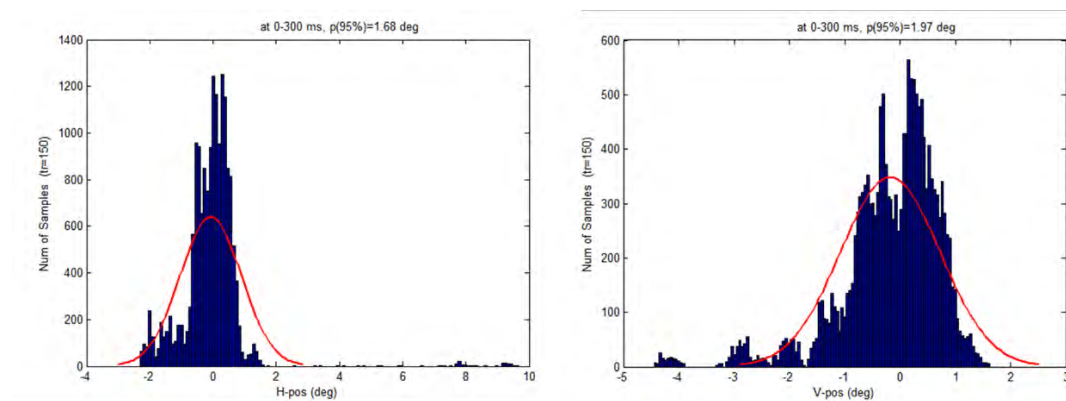 at 0-300 ms, p(95%)=1.68 deg
1400
1200
1000
800
600
400
200
0
Num of Samples (tr=150)
-4 -2 0 2 4 6 8 10
H-pos (deg)
at 0-300 ms, p(95%)=1.97 deg
600
500
400
300
200
100
0
Num of Samples (tr=150)
-5 -4 -3 -2 -1 0 1 2 3
V-pos (deg)